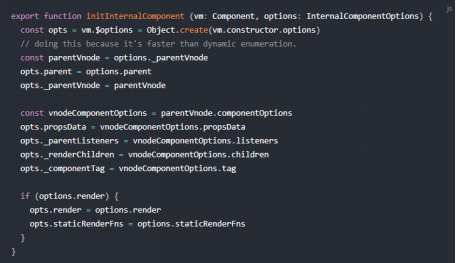 js
export function initInternalComponent (vm: Component, options: InternalComponentOptions) {
  const opts = vm.$options = Object.create(vm.constructor.options)
  // doing this because it's faster than dynamic enumeration.
  const parentVnode = options._parentVnode
  opts.parent = options.parent
  opts._parentVnode = parentVnode

  const vnodeComponentOptions = parentVnode.componentOptions
  opts.propsData = vnodeComponentOptions.propsData
  opts._parentListeners = vnodeComponentOptions.listeners
  opts._renderChildren = vnodeComponentOptions.children
  opts._componentTag = vnodeComponentOptions.tag

  if (options.render) {
    opts.render = options.render
    opts.staticRenderFns = options.staticRenderFns
  }
}